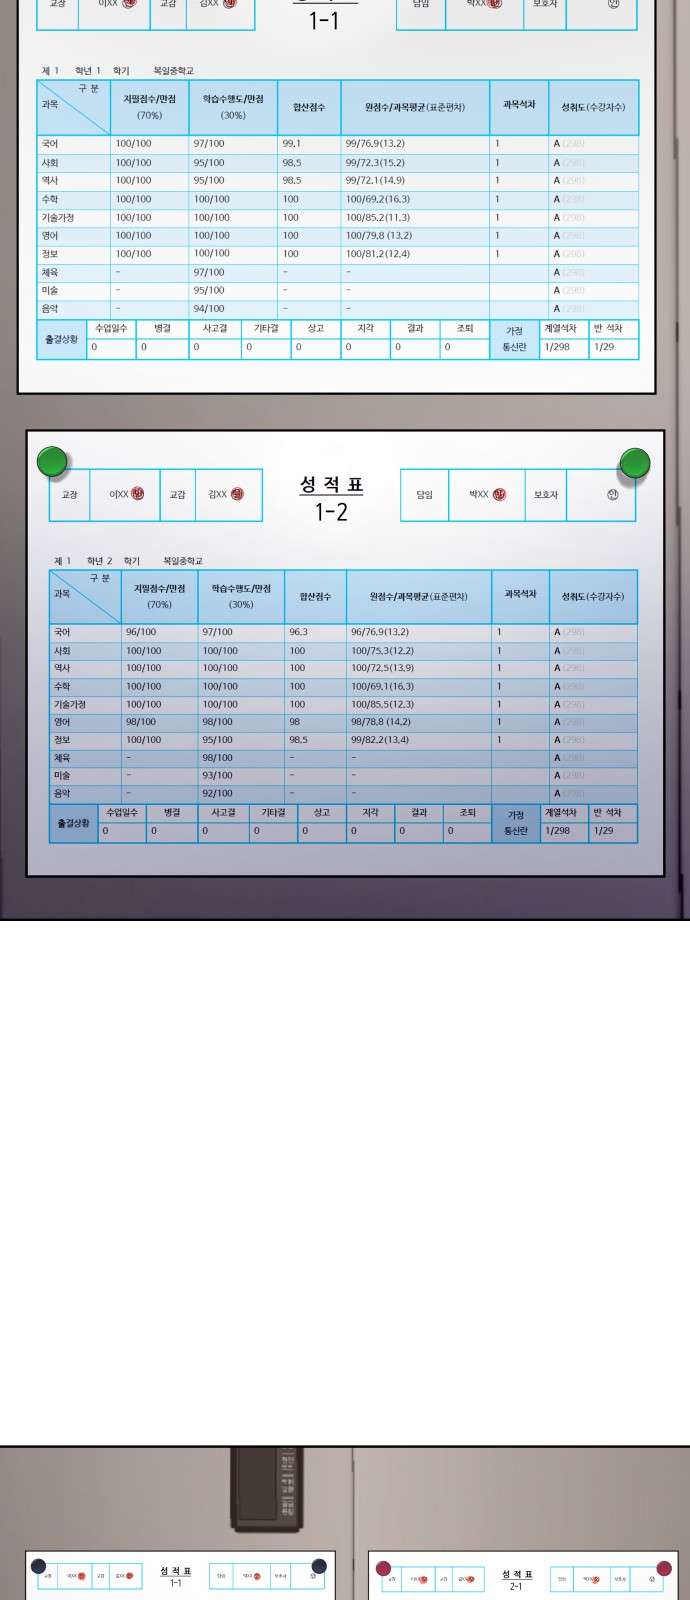 교장 이XX 교감 김XX 담임 박XX 보호자 인
1-1
제 1 학년 1 학기 복일중학교
과목 구 분 지필점수/만점 (70%) 학습수행도/만점 (30%) 합산점수 원점수/과목평균(표준편차) 과목석차 성취도(수강자수)
국어 100/100 97/100 99.1 99/76.9(13.2) 1 A (298)
사회 100/100 95/100 98.5 99/72.3(15.2) 1 A (298)
역사 100/100 95/100 98.5 99/72.1(14.9) 1 A (298)
수학 100/100 100/100 100 100/69.2(16.3) 1 A (298)
기술가정 100/100 100/100 100 100/85.2(11.3) 1 A (298)
영어 100/100 100/100 100 100/79.8 (13.2) 1 A (298)
정보 100/100 100/100 100 100/81.2(12.4) 1 A (298)
체육 - 97/100 - - A (298)
미술 - 95/100 - - A (298)
음악 - 94/100 - - A (298)
출결상황 수업일수 병결 사고결 기타결 상고 지각 결과 조퇴 가정 통신란 계열석차 반 석차
0 0 0 0 0 0 0 0 1/298 1/29
성 적 표
1-2
교장 이XX 교감 김XX 담임 박XX 보호자 인
제 1 학년 2 학기 복일중학교
과목 구 분 지필점수/만점 (70%) 학습수행도/만점 (30%) 합산점수 원점수/과목평균(표준편차) 과목석차 성취도(수강자수)
국어 96/100 97/100 96.3 96/76.9(13.2) 1 A (298)
사회 100/100 100/100 100 100/75.3(12.2) 1 A (298)
역사 100/100 100/100 100 100/72.5(13.9) 1 A (298)
수학 100/100 100/100 100 100/69.1(16.3) 1 A (298)
기술가정 100/100 100/100 100 100/85.5(12.3) 1 A (298)
영어 98/100 98/100 98 98/78.8 (14.2) 1 A (298)
정보 100/100 95/100 98.5 99/82.2(13.4) 1 A (298)
체육 - 98/100 - - A (298)
미술 - 93/100 - - A (298)
음악 - 92/100 - - A (298)
출결상황 수업일수 병결 사고결 기타결 상고 지각 결과 조퇴 가정 통신란 계열석차 반 석차
0 0 0 0 0 0 0 0 1/298 1/29
성 적 표
1-1
성 적 표
2-1